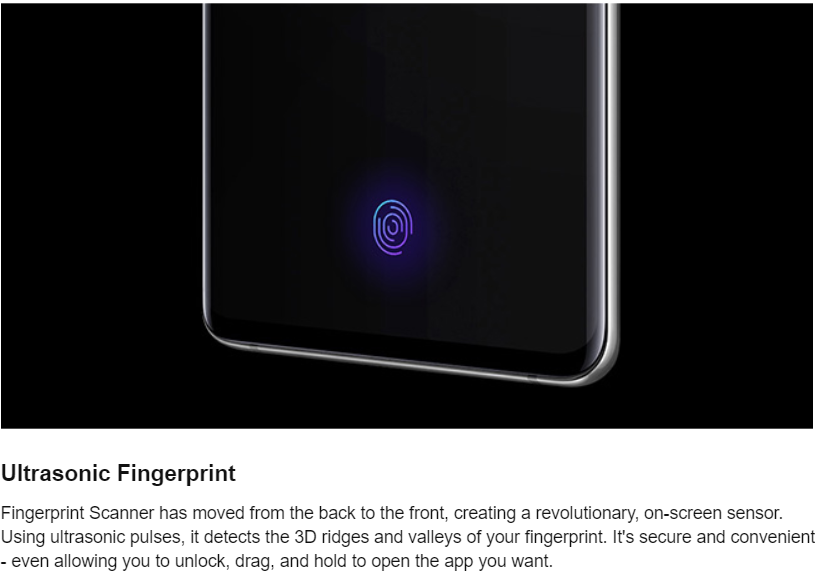 Ultrasonic Fingerprint
Fingerprint Scanner has moved from the back to the front, creating a revolutionary, on-screen sensor.
Using ultrasonic pulses, it detects the 3D ridges and valleys of your fingerprint. It's secure and convenient
- even allowing you to unlock, drag, and hold to open the app you want.